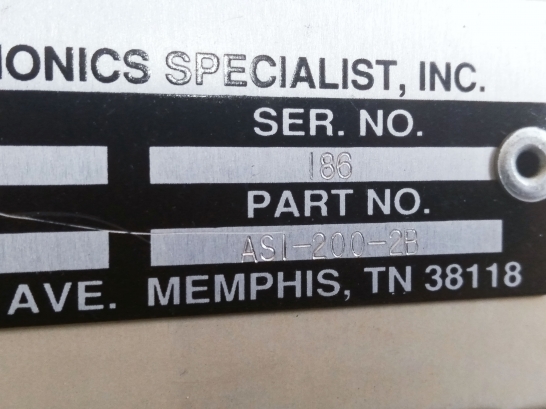 IONICS SPECIALIST, INC.
SER. NO.
186
PART NO.
ASI-200-2B
AVE. MEMPHIS, TN 38118